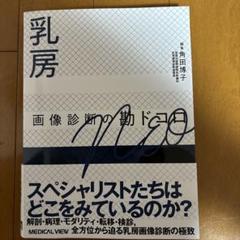 乳房
編集
角田博子
画像診断の勘ドコロ
NEO
スペシャリストたちは
どこをみているのか?
解剖・病理・モダリティ・転移・検診、
全方位から迫る乳房画像診断の極致
MEDICAL VIEW